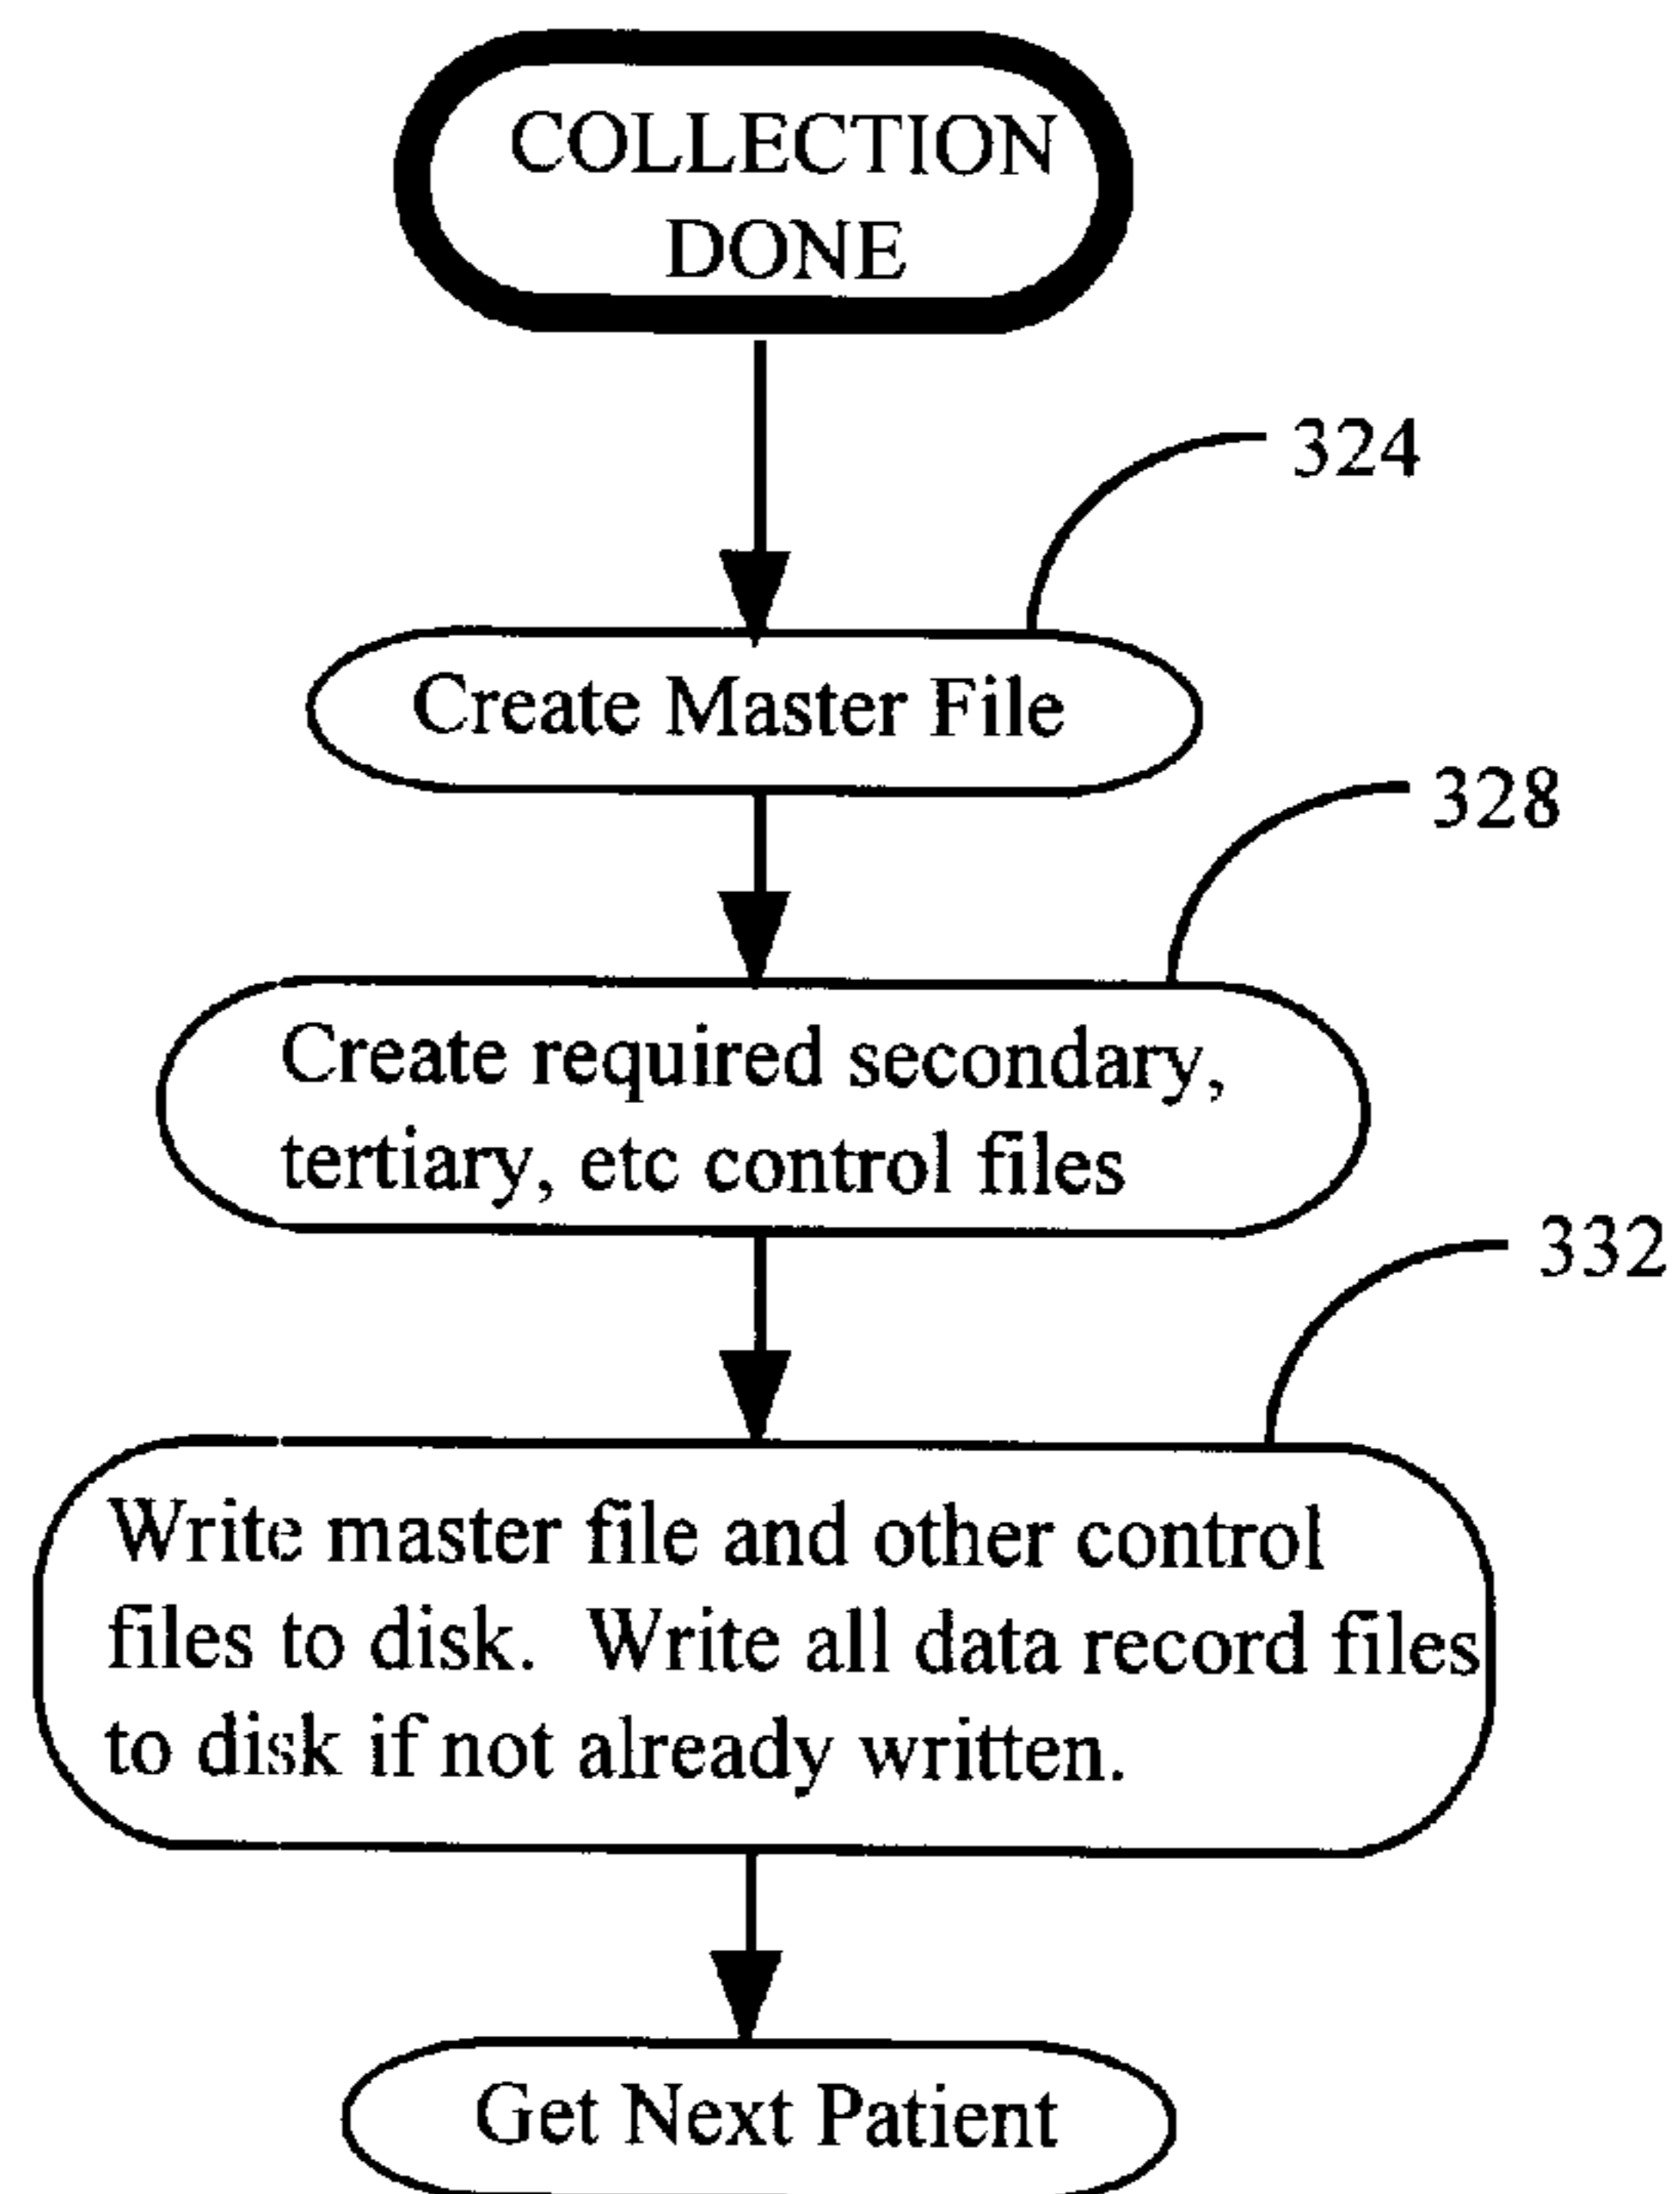 COLLECTION
DONE
324
Create Master File
328
Create required secondary,
tertiary, etc control files
332
Write master file and other control
files to disk.  Write all data record files
to disk if not already written.
Get Next Patient